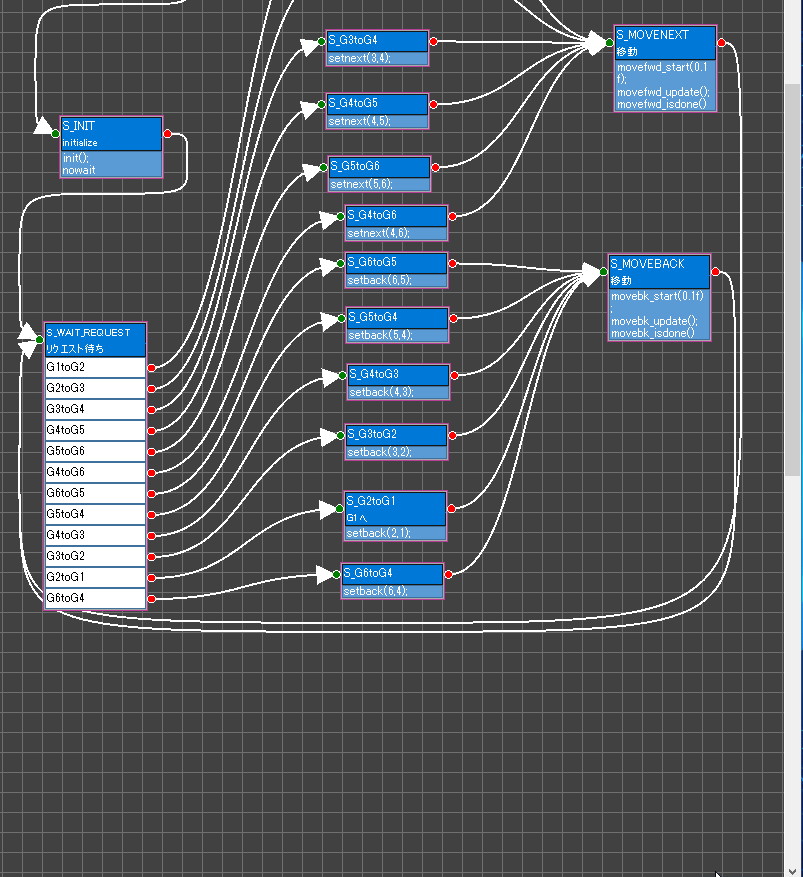 S_INIT
initialize
init();
nowait
S_WAIT_REQUEST
リクエスト待ち
G1toG2
G2toG3
G3toG4
G4toG5
G5toG6
G4toG6
G6toG5
G5toG4
G4toG3
G3toG2
G2toG1
G6toG4
S_G3toG4
setnext(3,4);
S_G4toG5
setnext(4,5);
S_G5toG6
setnext(5,6);
S_G4toG6
setnext(4,6);
S_G6toG5
setback(6,5);
S_G5toG4
setback(5,4);
S_G4toG3
setback(4,3);
S_G3toG2
setback(3,2);
S_G2toG1
G1へ
setback(2,1);
S_G6toG4
setback(6,4);
S_MOVENEXT
移動
movefwd_start(0.1
f);
movefwd_update();
movefwd_isdone()
S_MOVEBACK
移動
movebk_start(0.1f)
;
movebk_update();
movebk_isdone()